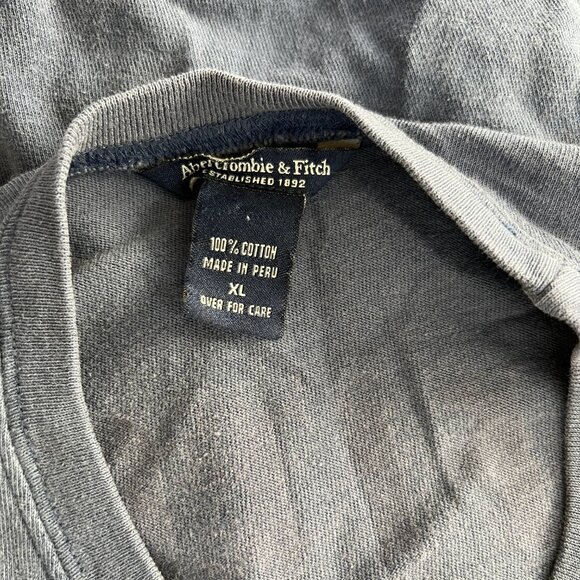 Abercrombie & Fitch
ESTABLISHED 1892
100% COTTON
MADE IN PERU
XL
OVER FOR CARE